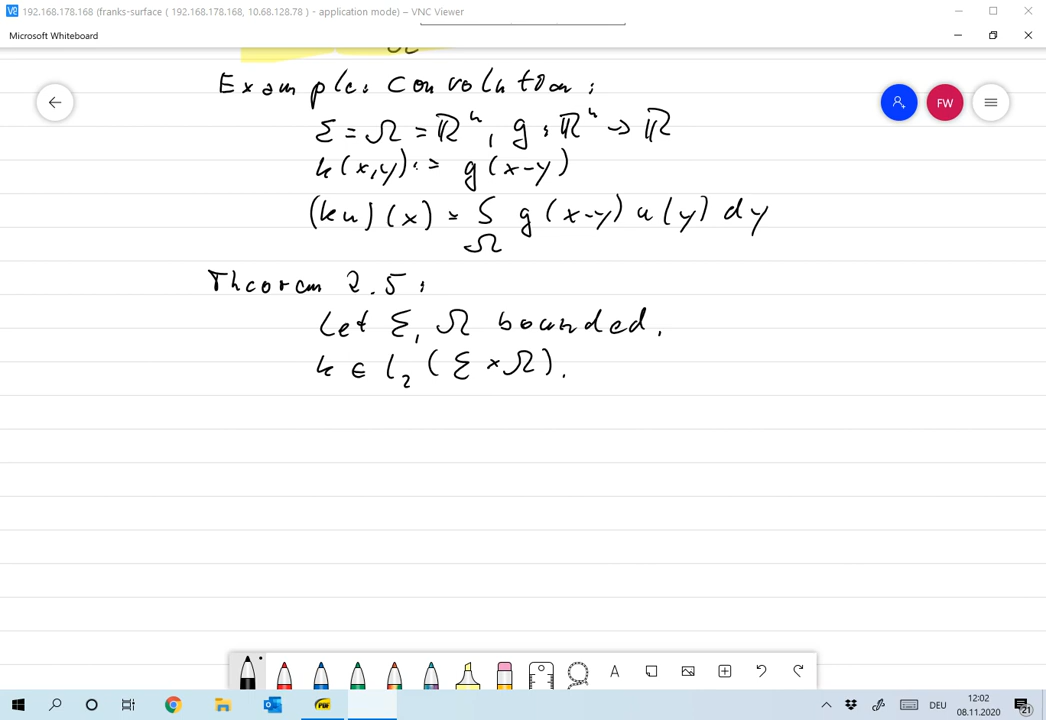 192.168.178.168 (franks-surface ( 192.168.178.168, 10.68.128.78 ) - application mode) – VNC Viewer
Microsoft Whiteboard
Example: Convolution:
Σ = Ω = ℝⁿ, g : ℝⁿ → ℝ
k(x,y) := g(x-y)
(Ku)(x) = ∫_Ω g(x-y) u(y) dy
Theorem 2.5:
Let Σ, Ω bounded,
k ∈ L₂(Σ × Ω).
FW
A
DEU
12:02
08.11.2020
21